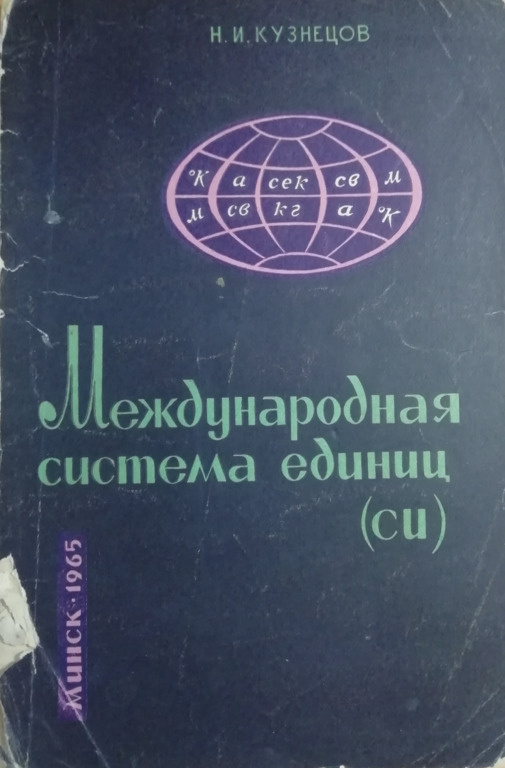 Н. И. КУЗНЕЦОВ
°К а сек св м
м св кг а °К
Международная
система единиц
(си)
Минск · 1965